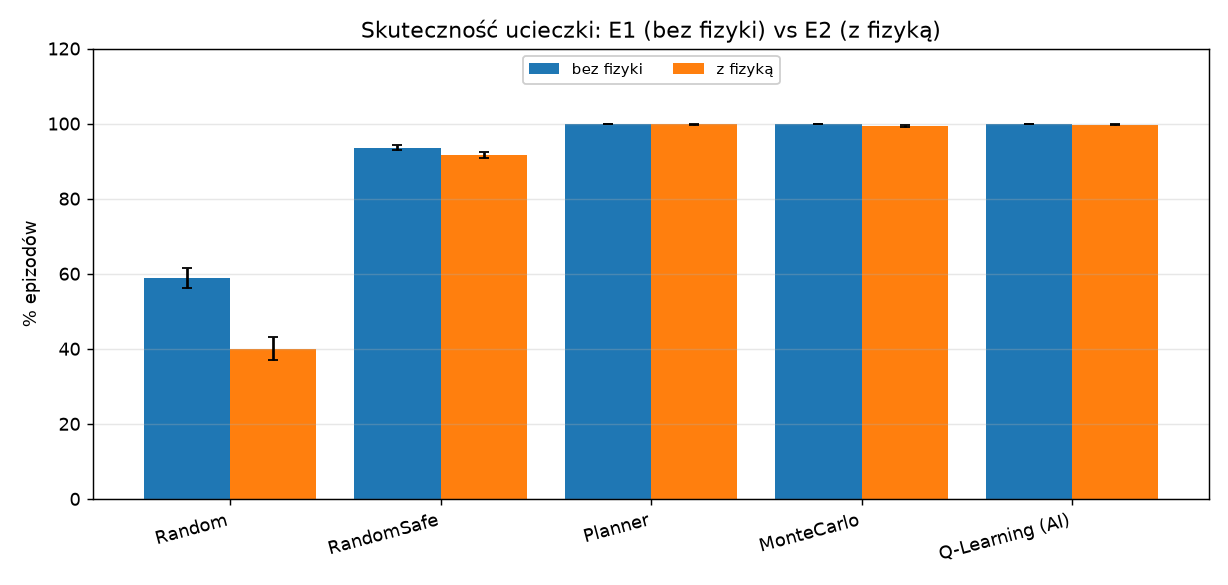 Skuteczność ucieczki: E1 (bez fizyki) vs E2 (z fizyką)
bez fizyki
z fizyką
% epizodów
120
100
80
60
40
20
0
Random
RandomSafe
Planner
MonteCarlo
Q-Learning (AI)